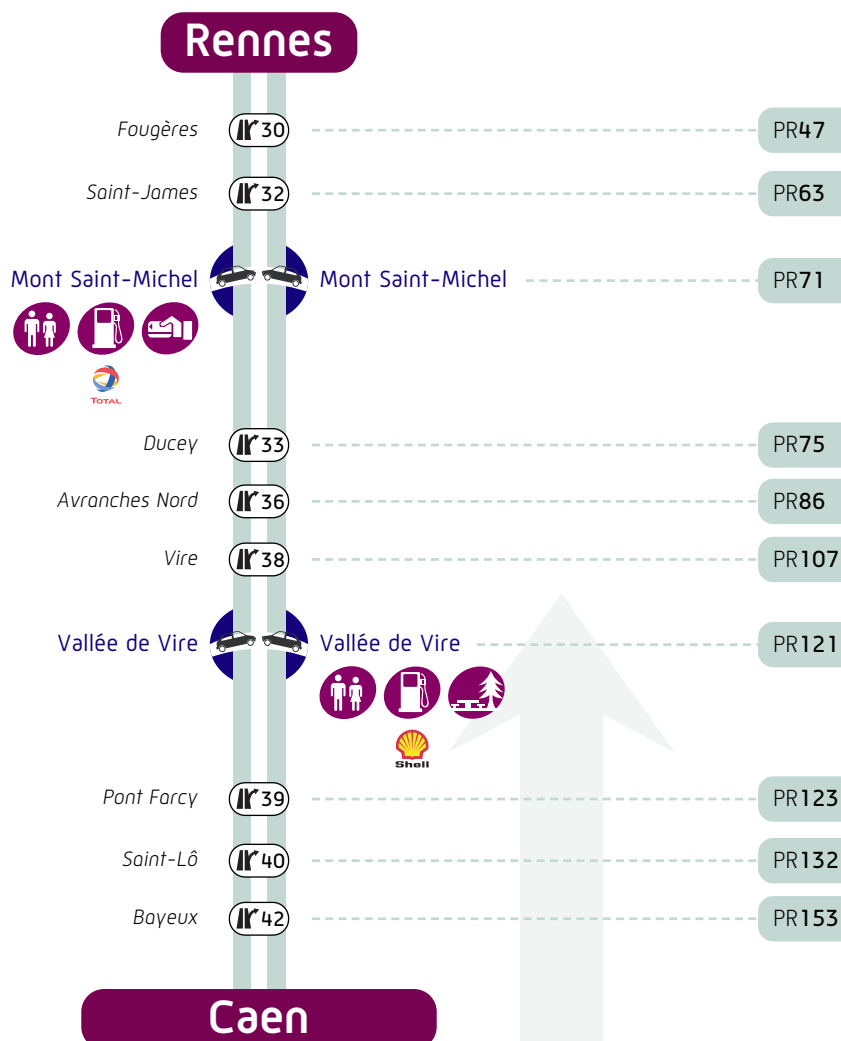 Rennes
Fougères 30 PR47
Saint-James 32 PR63
Mont Saint-Michel Mont Saint-Michel PR71
TOTAL
Ducey 33 PR75
Avranches Nord 36 PR86
Vire 38 PR107
Vallée de Vire Vallée de Vire PR121
Shell
Pont Farcy 39 PR123
Saint-Lô 40 PR132
Bayeux 42 PR153
Caen